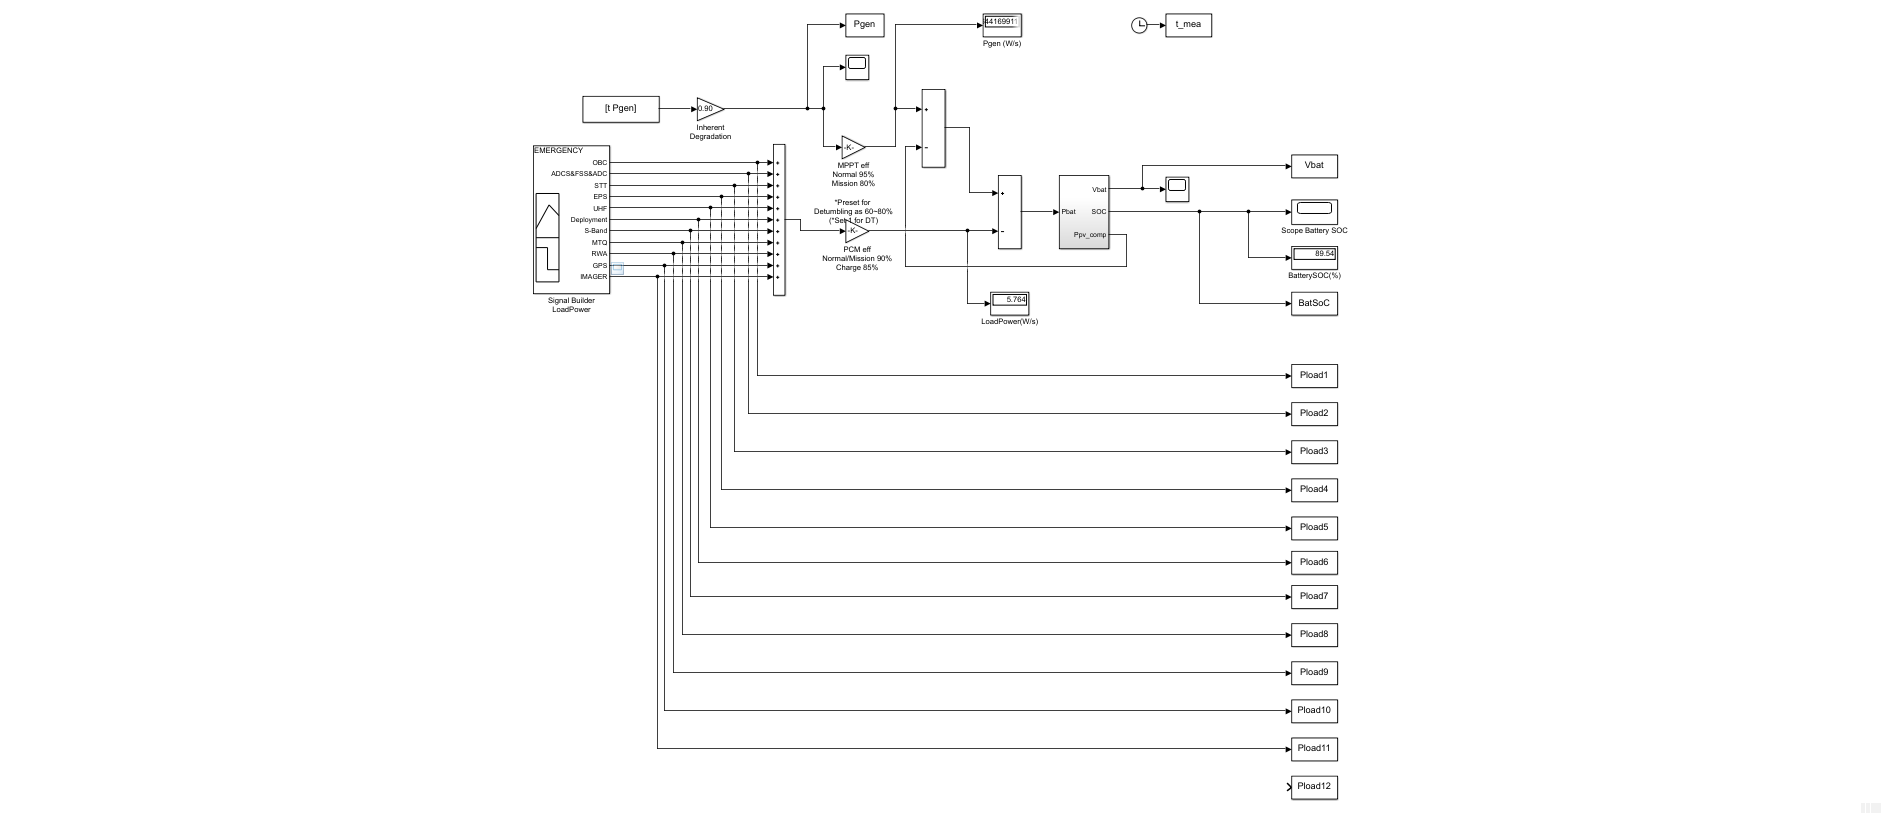 Pgen
44169911
Pgen (W/s)
t_mea
[t Pgen]
0.90
Inherent
Degradation
-K-
MPPT eff
Normal 95%
Mission 80%
EMERGENCY
OBC
ADCS&FSS&ADC
STT
EPS
UHF
Deployment
S-Band
MTQ
RWA
GPS
IMAGER
Signal Builder
LoadPower
*Preset for
Detumbling as 60~80%
(*Set 1 for DT)
-K-
PCM eff
Normal/Mission 90%
Charge 85%
Pbat
Vbat
SOC
Ppv_comp
5.764
LoadPower(W/s)
Vbat
Scope Battery SOC
89.54
BatterySOC(%)
BatSoC
Pload1
Pload2
Pload3
Pload4
Pload5
Pload6
Pload7
Pload8
Pload9
Pload10
Pload11
Pload12